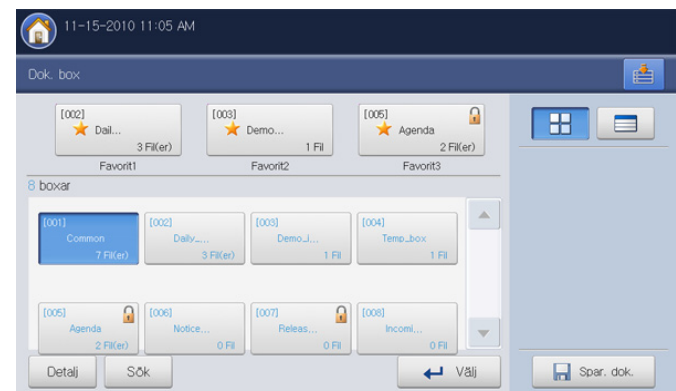 11-15-2010 11:05 AM
Dok. box
[002]
Dail...
3 Fil(er)
Favorit1
[003]
Demo...
1 Fil
Favorit2
[005]
Agenda
2 Fil(er)
Favorit3
8 boxar
[001]
Common
7 Fil(er)
[002]
Daily_...
3 Fil(er)
[003]
Demo_i...
1 Fil
[004]
Temp_box
1 Fil
[005]
Agenda
2 Fil(er)
[006]
Notice...
0 Fil
[007]
Releas...
0 Fil
[008]
Incomi...
0 Fil
Detalj
Sök
Välj
Spar. dok.